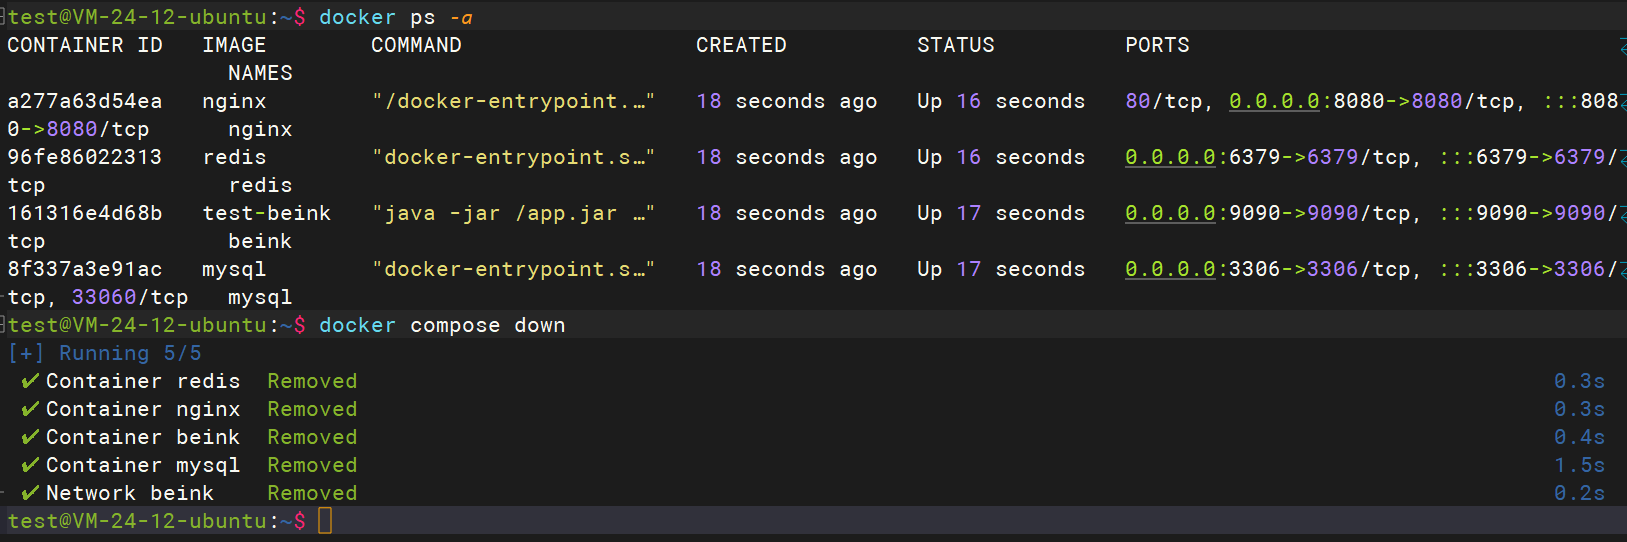 test@VM-24-12-ubuntu:~$ docker ps -a
CONTAINER ID   IMAGE        COMMAND                  CREATED          STATUS          PORTS
                 NAMES
a277a63d54ea   nginx        "/docker-entrypoint.…"   18 seconds ago   Up 16 seconds   80/tcp, 0.0.0.0:8080->8080/tcp, :::808
0->8080/tcp      nginx
96fe86022313   redis        "docker-entrypoint.s…"   18 seconds ago   Up 16 seconds   0.0.0.0:6379->6379/tcp, :::6379->6379/
tcp              redis
161316e4d68b   test-beink   "java -jar /app.jar …"   18 seconds ago   Up 17 seconds   0.0.0.0:9090->9090/tcp, :::9090->9090/
tcp              beink
8f337a3e91ac   mysql        "docker-entrypoint.s…"   18 seconds ago   Up 17 seconds   0.0.0.0:3306->3306/tcp, :::3306->3306/
tcp, 33060/tcp   mysql
test@VM-24-12-ubuntu:~$ docker compose down
[+] Running 5/5
✔ Container redis  Removed 0.3s
✔ Container nginx  Removed 0.3s
✔ Container beink  Removed 0.4s
✔ Container mysql  Removed 1.5s
✔ Network beink    Removed 0.2s
test@VM-24-12-ubuntu:~$